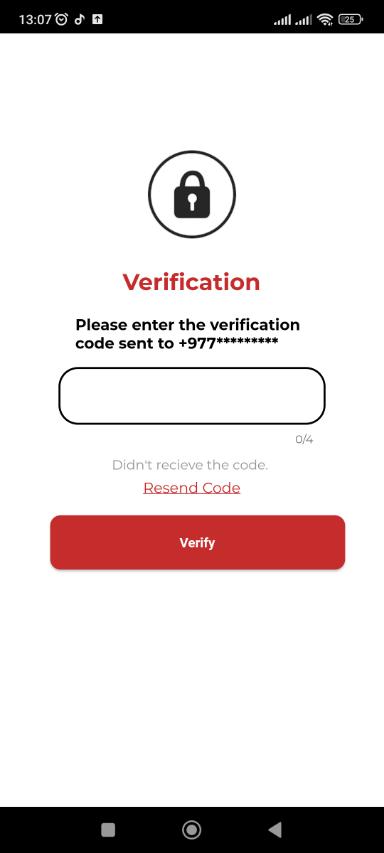 13:07
25
Verification
Please enter the verification
code sent to +977*********
0/4
Didn't recieve the code.
Resend Code
Verify